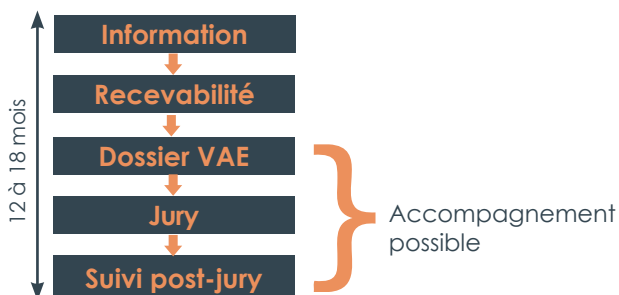 12 à 18 mois
Information
Recevabilité
Dossier VAE
Jury
Suivi post-jury
Accompagnement
possible